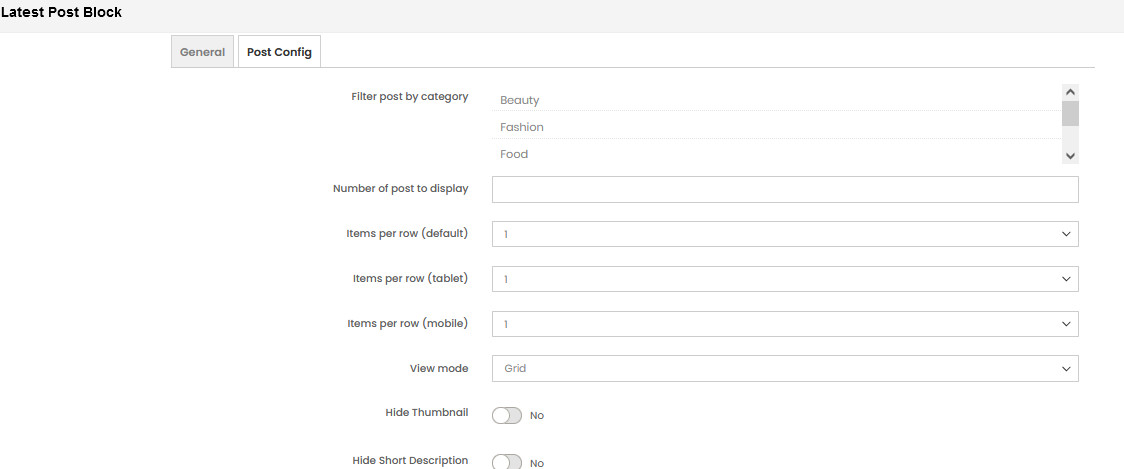 Latest Post Block
General Post Config
Filter post by category
Beauty
Fashion
Food
Number of post to display
Items per row (default) 1
Items per row (tablet) 1
Items per row (mobile) 1
View mode Grid
Hide Thumbnail No
Hide Short Description No